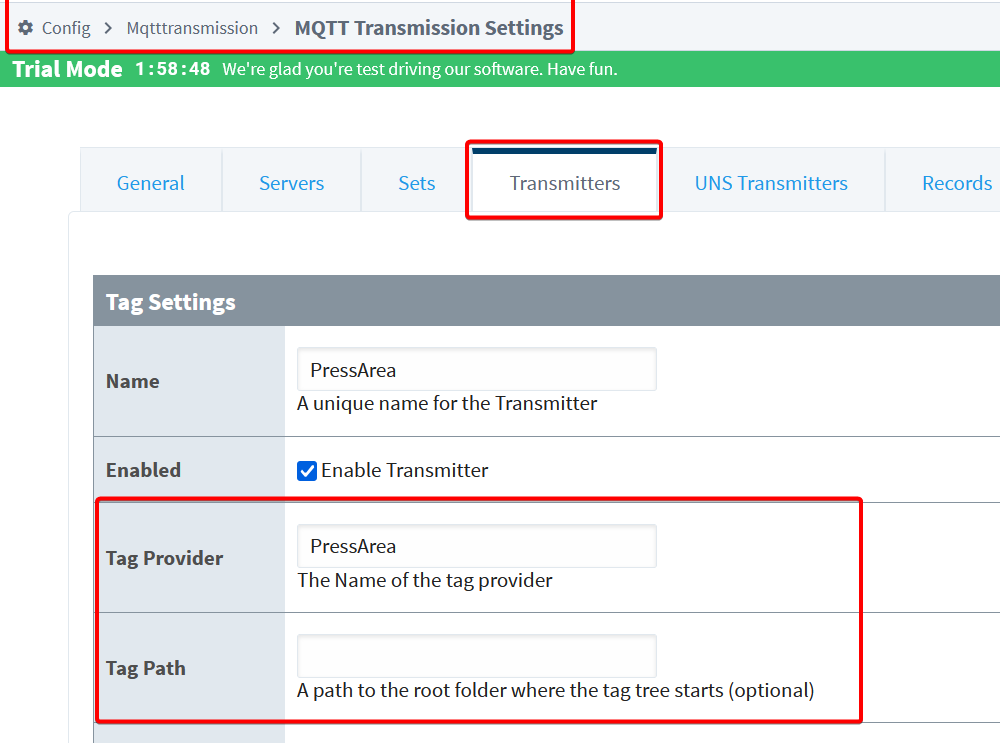 Config > Mqtttransmission > MQTT Transmission Settings
Trial Mode 1:58:48 We're glad you're test driving our software. Have fun.
General Servers Sets Transmitters UNS Transmitters Records
Tag Settings
Name PressArea
A unique name for the Transmitter
Enabled Enable Transmitter
Tag Provider PressArea
The Name of the tag provider
Tag Path
A path to the root folder where the tag tree starts (optional)